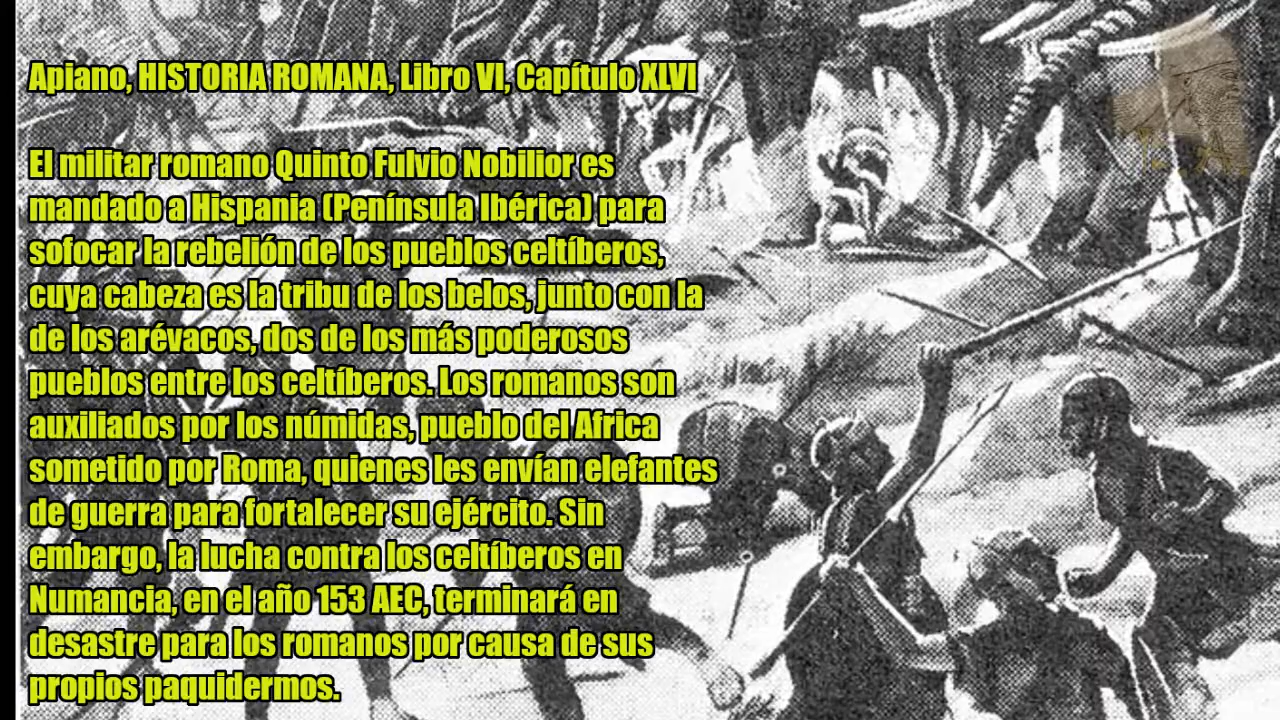 Apiano, HISTORIA ROMANA, Libro VI, Capítulo XLVI
El militar romano Quinto Fulvio Nobilior es
mandado a Hispania (Península Ibérica) para
sofocar la rebelión de los pueblos celtíberos,
cuya cabeza es la tribu de los belos, junto con la
de los arévacos, dos de los más poderosos
pueblos entre los celtíberos. Los romanos son
auxiliados por los númidas, pueblo del Africa
sometido por Roma, quienes les envían elefantes
de guerra para fortalecer su ejército. Sin
embargo, la lucha contra los celtíberos en
Numancia, en el año 153 AEC, terminará en
desastre para los romanos por causa de sus
propios paquidermos.